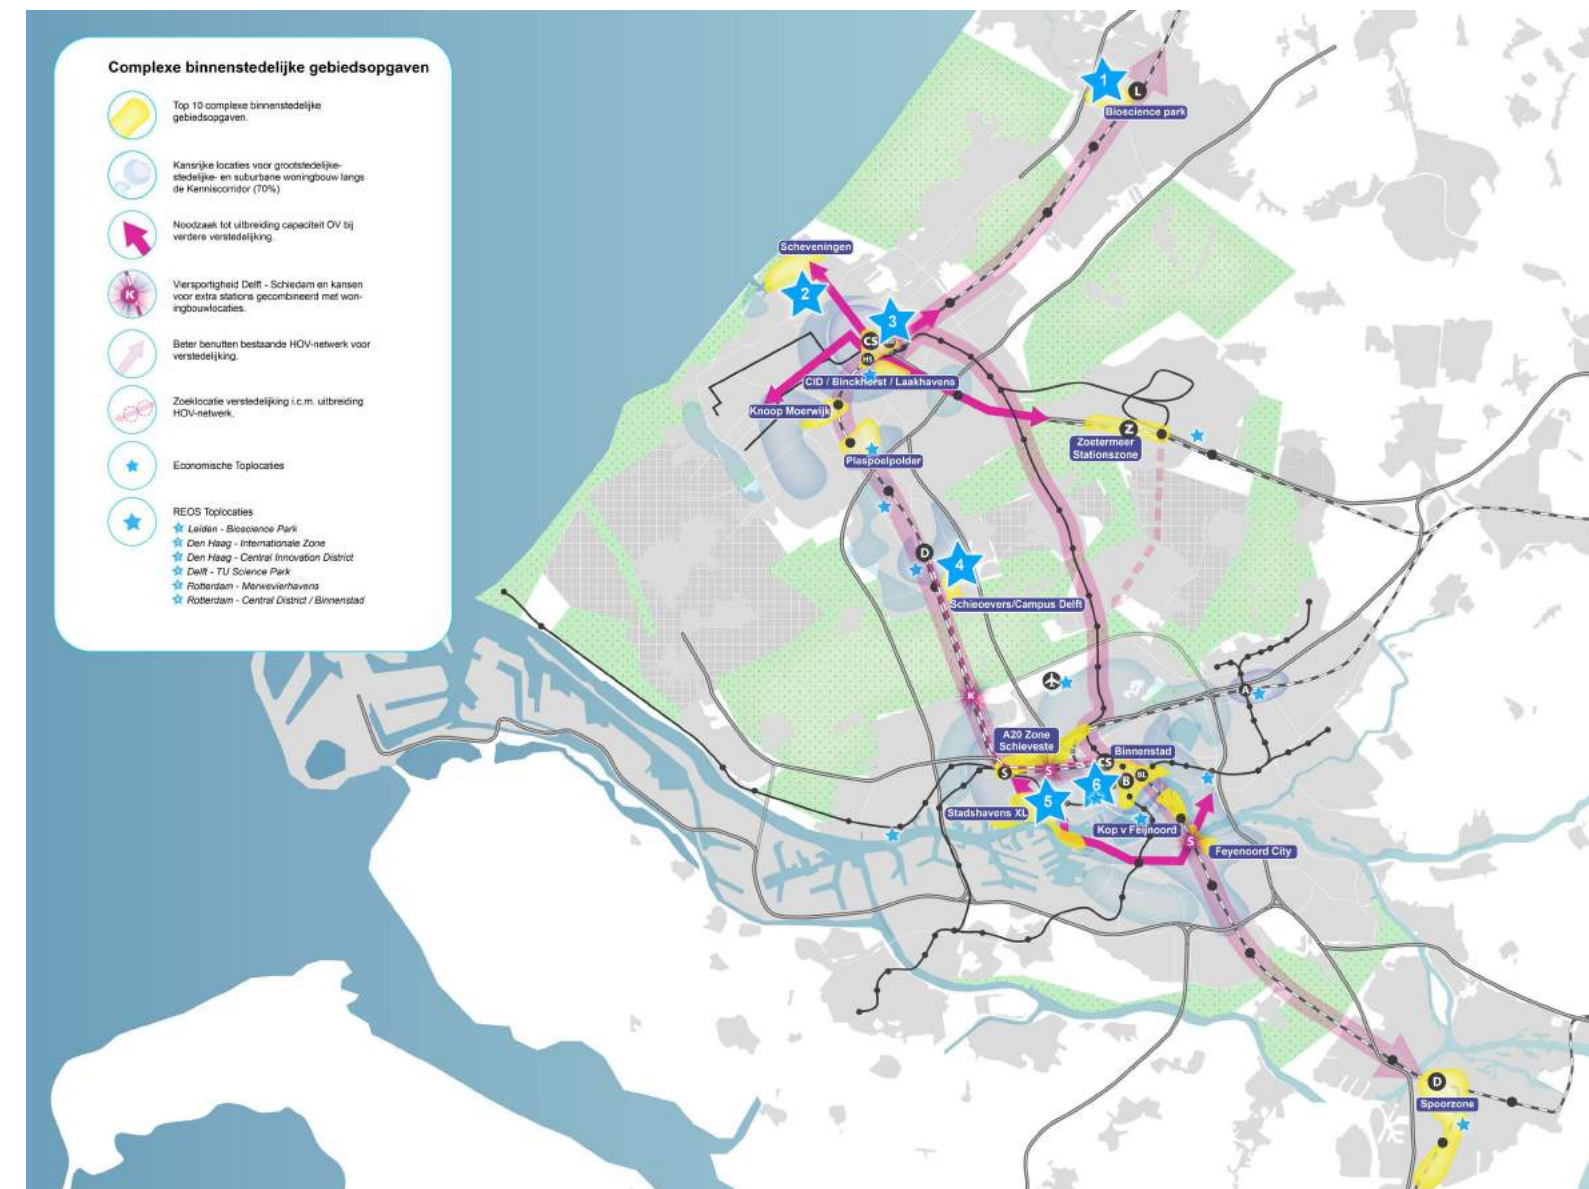 Complexe binnenstedelijke gebiedsopgaven
Top 10 complexe binnenstedelijke
gebiedsopgaven.
Kansrijke locaties voor grootstedelijke-
stedelijke- en suburbane woningbouw langs
de Kenniscorridor (70%)
Noodzaak tot uitbreiding capaciteit OV bij
verdere verstedelijking.
K
Viersportigheid Delft - Schiedam en kansen
voor extra stations gecombineerd met won-
ingbouwlocaties.
Beter benutten bestaande HOV-netwerk voor
verstedelijking.
Zoeklocatie verstedelijking i.c.m. uitbreiding
HOV-netwerk.
Economische Toplocaties
REOS Toplocaties
Leiden - Bioscience Park
Den Haag - Internationale Zone
Den Haag - Central Innovation District
Delft - TU Science Park
Rotterdam - Merwevierhavens
Rotterdam - Central District / Binnenstad
1
L
Bioscience park
Scheveningen
2
3
CS
HS
CID / Binckhorst / Laakhavens
Knoop Moerwijk
Plaspoelpolder
Z
Zoetermeer
Stationszone
D
4
Schieoevers/Campus Delft
K
A
A20 Zone
Schieveste
Binnenstad
S
S
CS
B
BL
5
6
Stadshavens XL
Kop v Feijnoord
S
Feyenoord City
D
Spoorzone